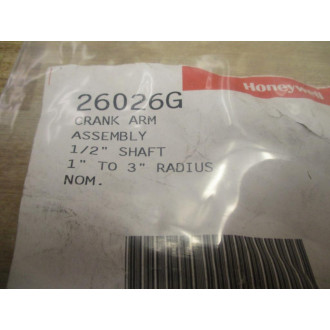 Honeywell
26026G
CRANK ARM
ASSEMBLY
1/2" SHAFT
1" TO 3" RADIUS
NOM.